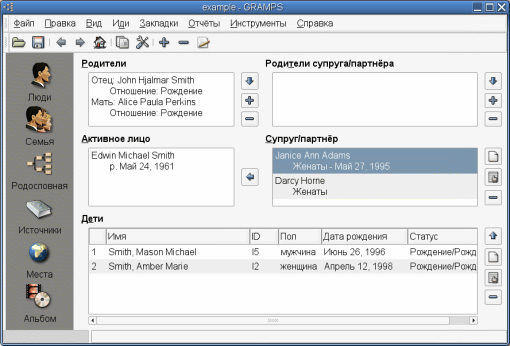 example - GRAMPS
Файл Правка Вид Иди Закладки Отчёты Инструменты Справка
Люди
Семья
Родословная
Источники
Места
Альбом
Родители
Отец: John Hjalmar Smith
Отношение: Рождение
Мать: Alice Paula Perkins
Отношение: Рождение
Родители супруга/партнёра
Активное лицо
Edwin Michael Smith
р. Май 24, 1961
Супруг/партнёр
Janice Ann Adams
Женаты - Май 27, 1995
Darcy Horne
Женаты
Дети
Имя ID Пол Дата рождения Статус
1 Smith, Mason Michael I5 мужчина Июнь 26, 1996 Рождение/Рожд
2 Smith, Amber Marie I2 женщина Апрель 12, 1998 Рождение/Рожд